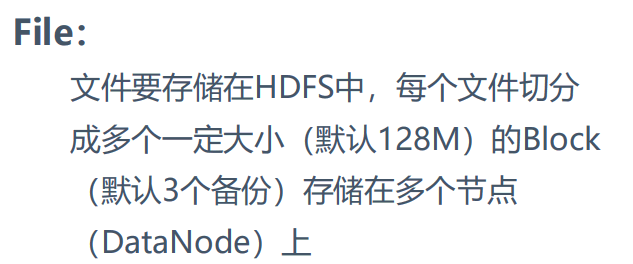 File：
文件要存储在HDFS中，每个文件切分
成多个一定大小（默认128M）的Block
（默认3个备份）存储在多个节点
（DataNode）上